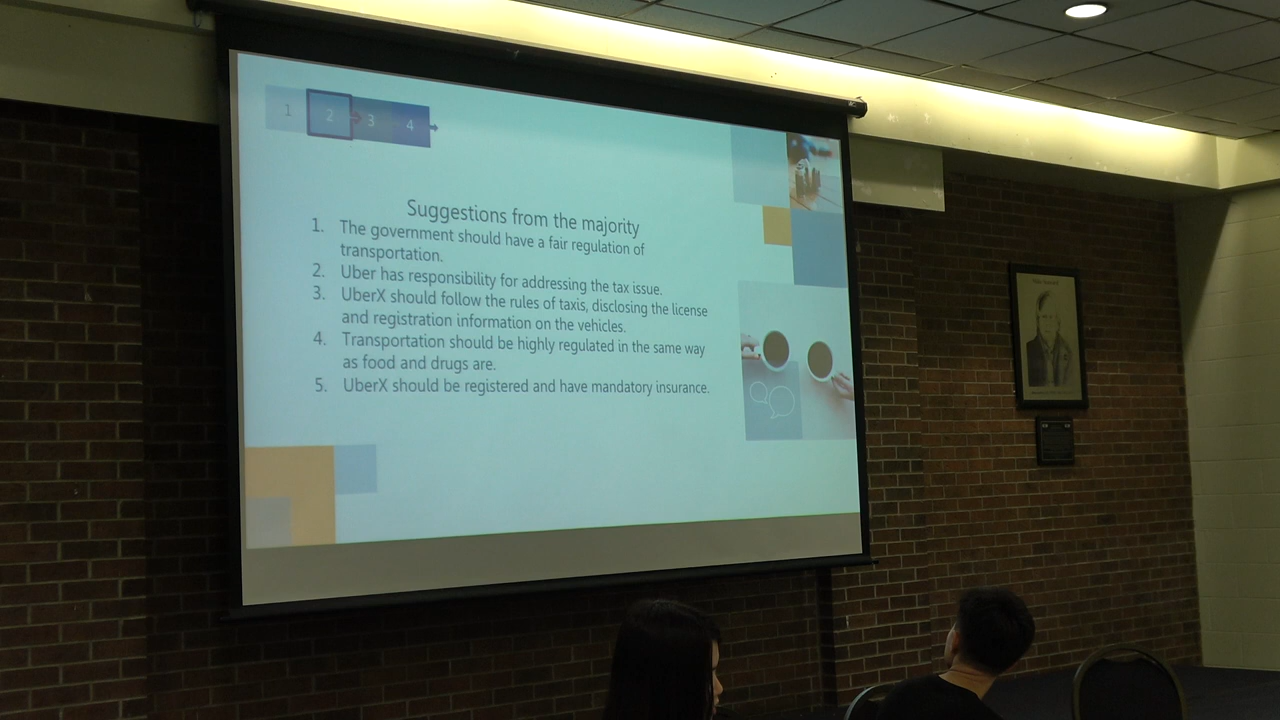 1 2 3 4
Suggestions from the majority
1. The government should have a fair regulation of
transportation.
2. Uber has responsibility for addressing the tax issue.
3. UberX should follow the rules of taxis, disclosing the license
and registration information on the vehicles.
4. Transportation should be highly regulated in the same way
as food and drugs are.
5. UberX should be registered and have mandatory insurance.